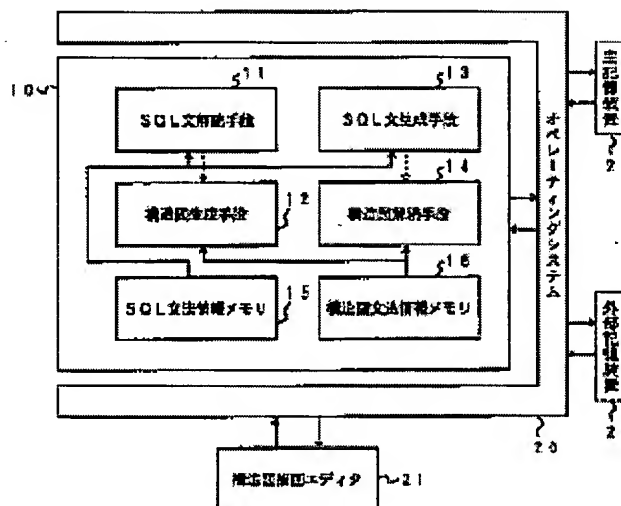 11
13
10
SQL文解読手段
SQL文生成手段
14
構造図生成手段
12
構造図解読手段
16
SQL文法情報メモリ
15
構造図文法情報メモリ
オペレーティングシステム
主記憶装置
2
外部記憶装置
12
20
構造図描画エディタ
21